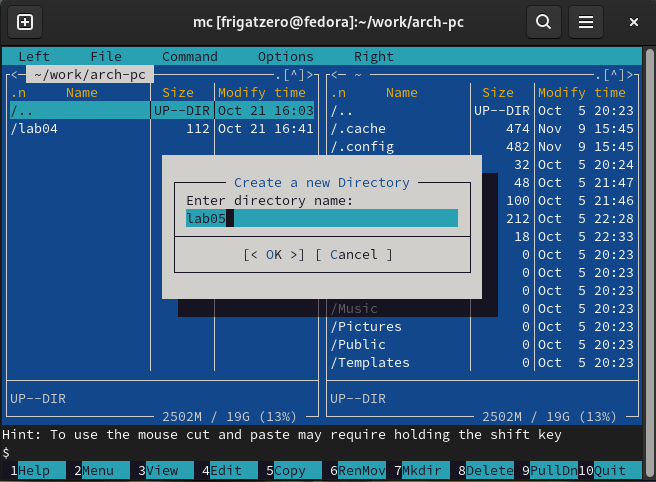 mc [frigatzero@fedora]:~/work/arch-pc
Left File Command Options Right
<─ ~/work/arch-pc .[^]> <─ ~ .[^]>
.n Name Size Modify time .n Name Size Modify time
/.. UP--DIR Oct 21 16:03 /.. UP--DIR Oct 5 20:23
/lab04 112 Oct 21 16:41 /.cache 474 Nov 9 15:45
/.config 482 Nov 9 15:45
32 Oct 5 20:24
Create a new Directory 48 Oct 5 21:47
Enter directory name: 100 Oct 5 21:46
lab05 212 Oct 5 22:28
18 Oct 5 22:33
[< OK >] [ Cancel ] 0 Oct 5 20:23
0 Oct 5 20:23
0 Oct 5 20:23
/Music 0 Oct 5 20:23
/Pictures 0 Oct 5 20:23
/Public 0 Oct 5 20:23
/Templates 0 Oct 5 20:23
UP--DIR UP--DIR
2502M / 19G (13%) 2502M / 19G (13%)
Hint: To use the mouse cut and paste may require holding the shift key
$
1Help 2Menu 3View 4Edit 5Copy 6RenMov 7Mkdir 8Delete 9PullDn 10Quit